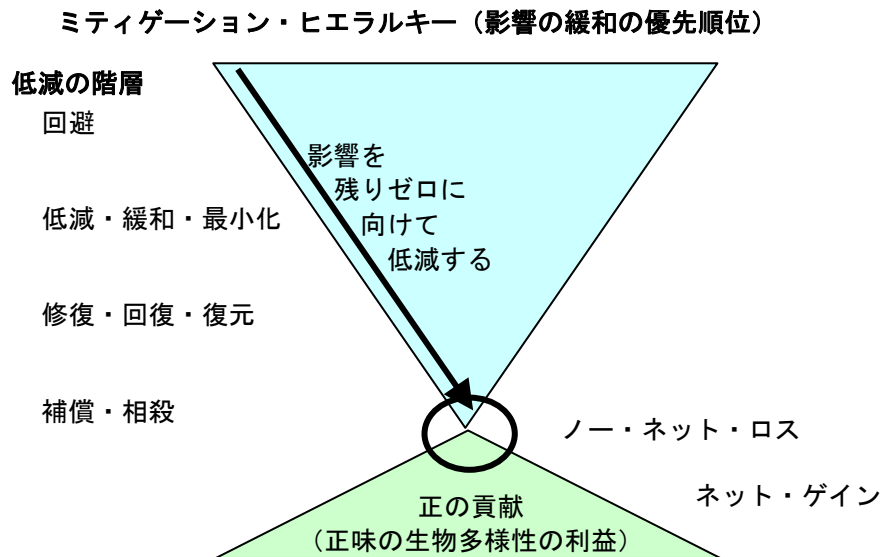 ミティゲーション・ヒエラルキー（影響の緩和の優先順位）
低減の階層
回避
影響を
残りゼロに
向けて
低減する
低減・緩和・最小化
修復・回復・復元
補償・相殺
ノー・ネット・ロス
ネット・ゲイン
正の貢献
（正味の生物多様性の利益）